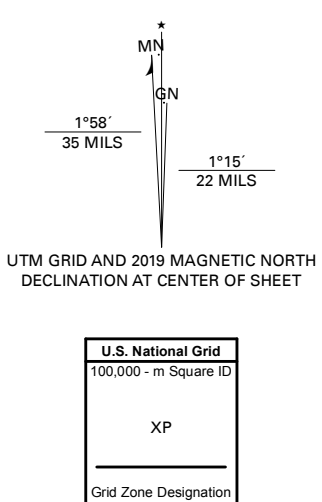 ★
MN
GN
1°58´
35 MILS
1°15´
22 MILS
UTM GRID AND 2019 MAGNETIC NORTH
DECLINATION AT CENTER OF SHEET
U.S. National Grid
100,000 - m Square ID
XP
Grid Zone Designation